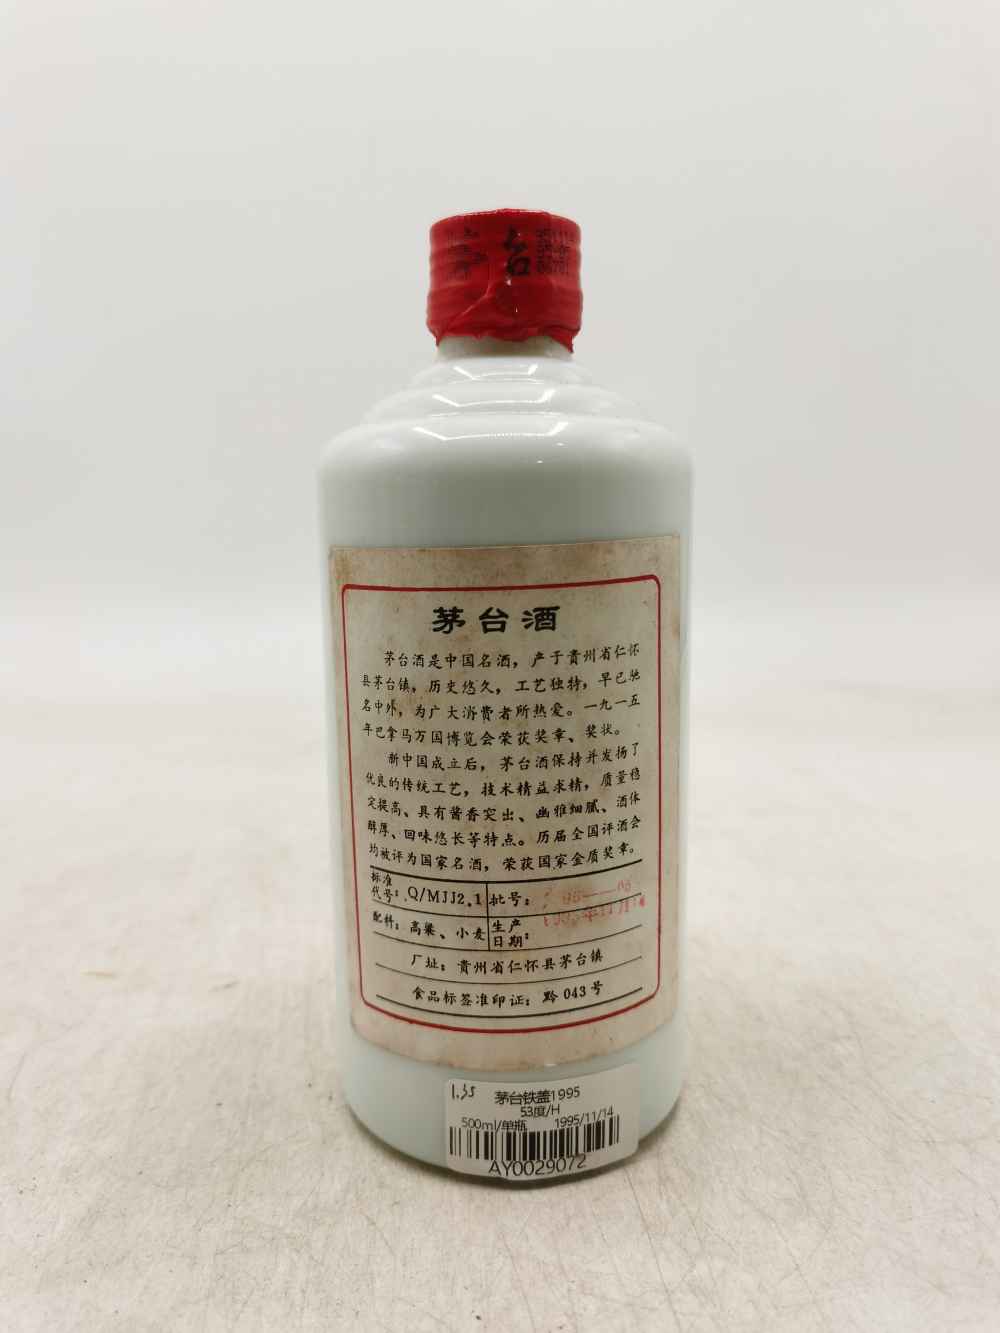 台
茅台酒
茅台酒是中国名酒，产于贵州省仁怀
县茅台镇，历史悠久，工艺独特，早已驰
名中外，为广大消费者所热爱。一九一五
年巴拿马万国博览会荣获奖章、奖状。
新中国成立后，茅台酒保持并发扬了
优良的传统工艺，技术精益求精，质量稳
定提高、具有酱香突出、幽雅细腻、酒体
醇厚、回味悠长等特点。历届全国评酒会
均被评为国家名酒，荣获国家金质奖章。
标准
代号：Q/MJJ2.1 批号：
配料：高粱、小麦 生产
日期：
厂址：贵州省仁怀县茅台镇
食品标签准印证：黔043号
1.35 茅台铁盖1995
53度/H
500ml/单瓶 1995/11/14
AY0029072